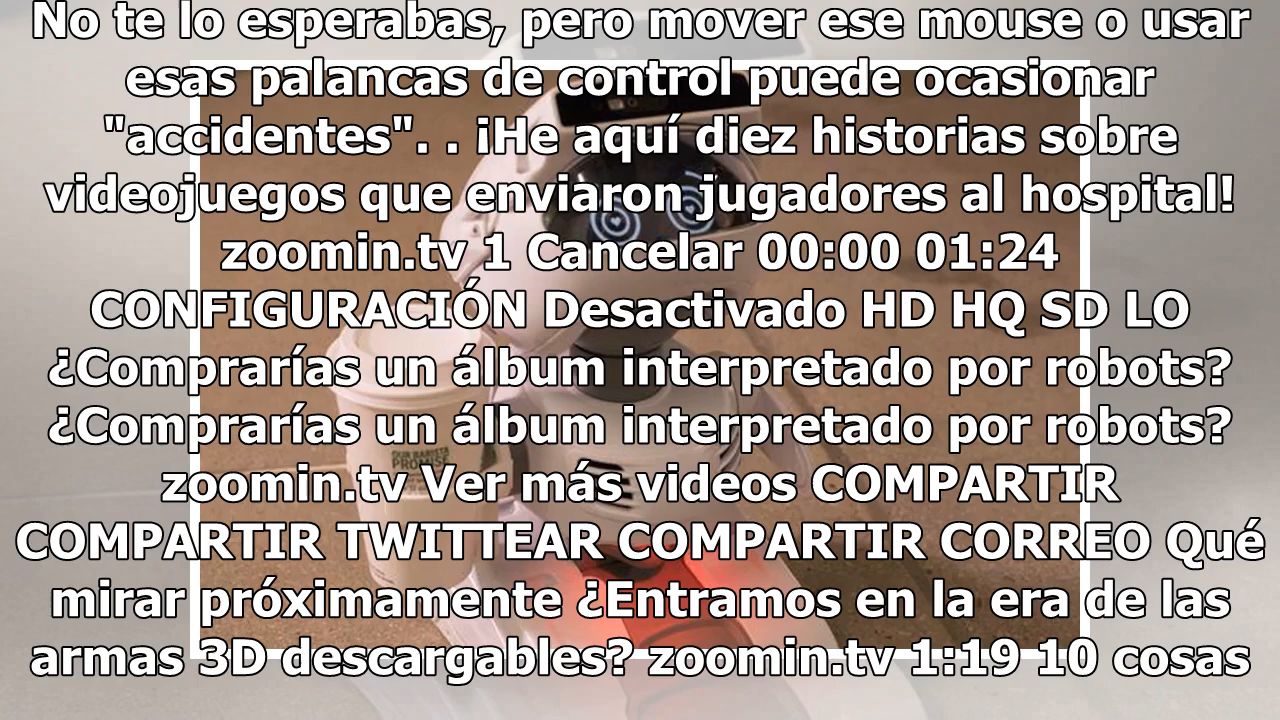 No te lo esperabas, pero mover ese mouse o usar
esas palancas de control puede ocasionar
"accidentes". . ¡He aquí diez historias sobre
videojuegos que enviaron jugadores al hospital!
zoomin.tv 1 Cancelar 00:00 01:24
CONFIGURACIÓN Desactivado HD HQ SD LO
¿Comprarías un álbum interpretado por robots?
¿Comprarías un álbum interpretado por robots?
OUR BARISTA
PROMISE
zoomin.tv Ver más videos COMPARTIR
COMPARTIR TWITTEAR COMPARTIR CORREO Qué
mirar próximamente ¿Entramos en la era de las
armas 3D descargables? zoomin.tv 1:19 10 cosas